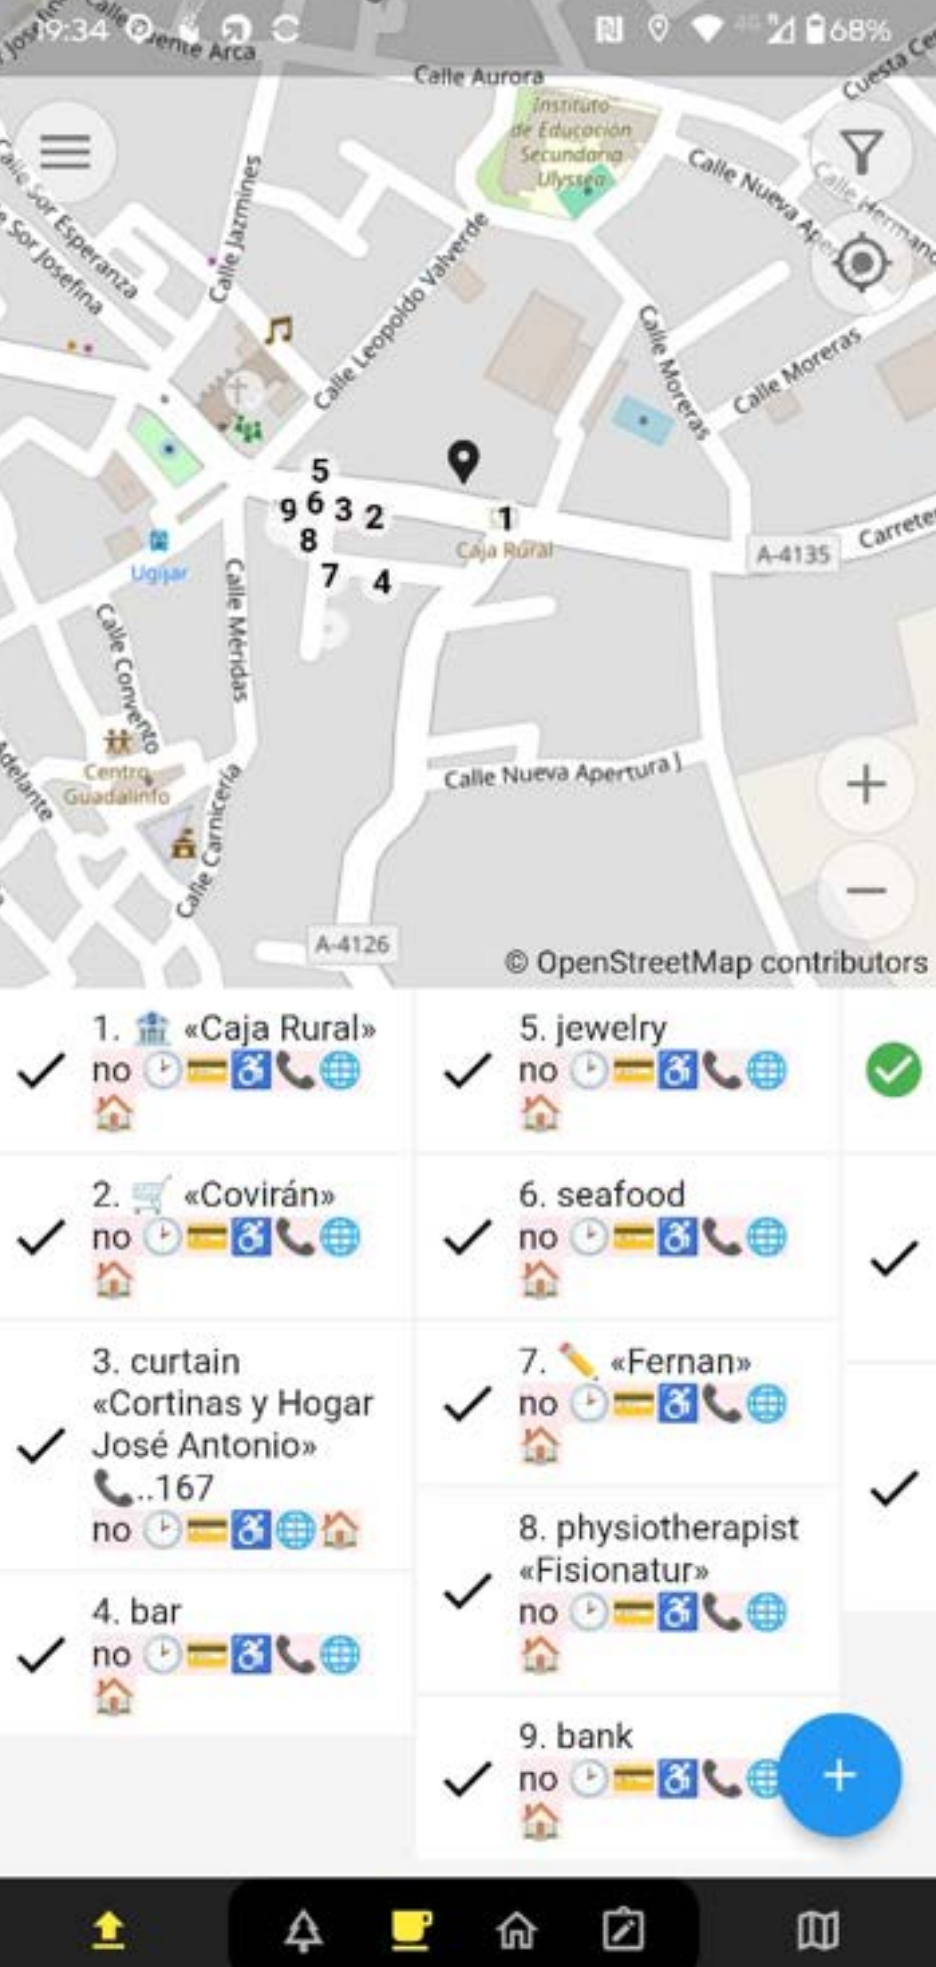 19:34
4G
68%
Calle Aurora
Cuesta
Instituto
de Educación
Secundaria
Ulyssea
Calle Nueva
Calle Jazmines
Calle Sor Esperanza
Sor Josefina
Calle Leopoldo Valverde
Calle Moreras
Calle Moreras
5
9 6 3 2
1
8
Caja Rural
7 4
A-4135
Ugíjar
Calle Méridas
Calle Convento
Centro
Guadalinfo
Adelante
Calle Carnicería
Calle Nueva Apertura
A-4126
© OpenStreetMap contributors
1. 🏦 «Caja Rural»
no 🕑💳♿📞🌐
🏠
2. 🛒 «Covirán»
no 🕑💳♿📞🌐
🏠
3. curtain
«Cortinas y Hogar
José Antonio»
📞..167
no 🕑💳♿🌐🏠
4. bar
no 🕑💳♿📞🌐
🏠
5. jewelry
no 🕑💳♿📞🌐
🏠
6. seafood
no 🕑💳♿📞🌐
🏠
7. ✏️ «Fernan»
no 🕑💳♿📞🌐
🏠
8. physiotherapist
«Fisionatur»
no 🕑💳♿📞🌐
🏠
9. bank
no 🕑💳♿📞🌐
🏠